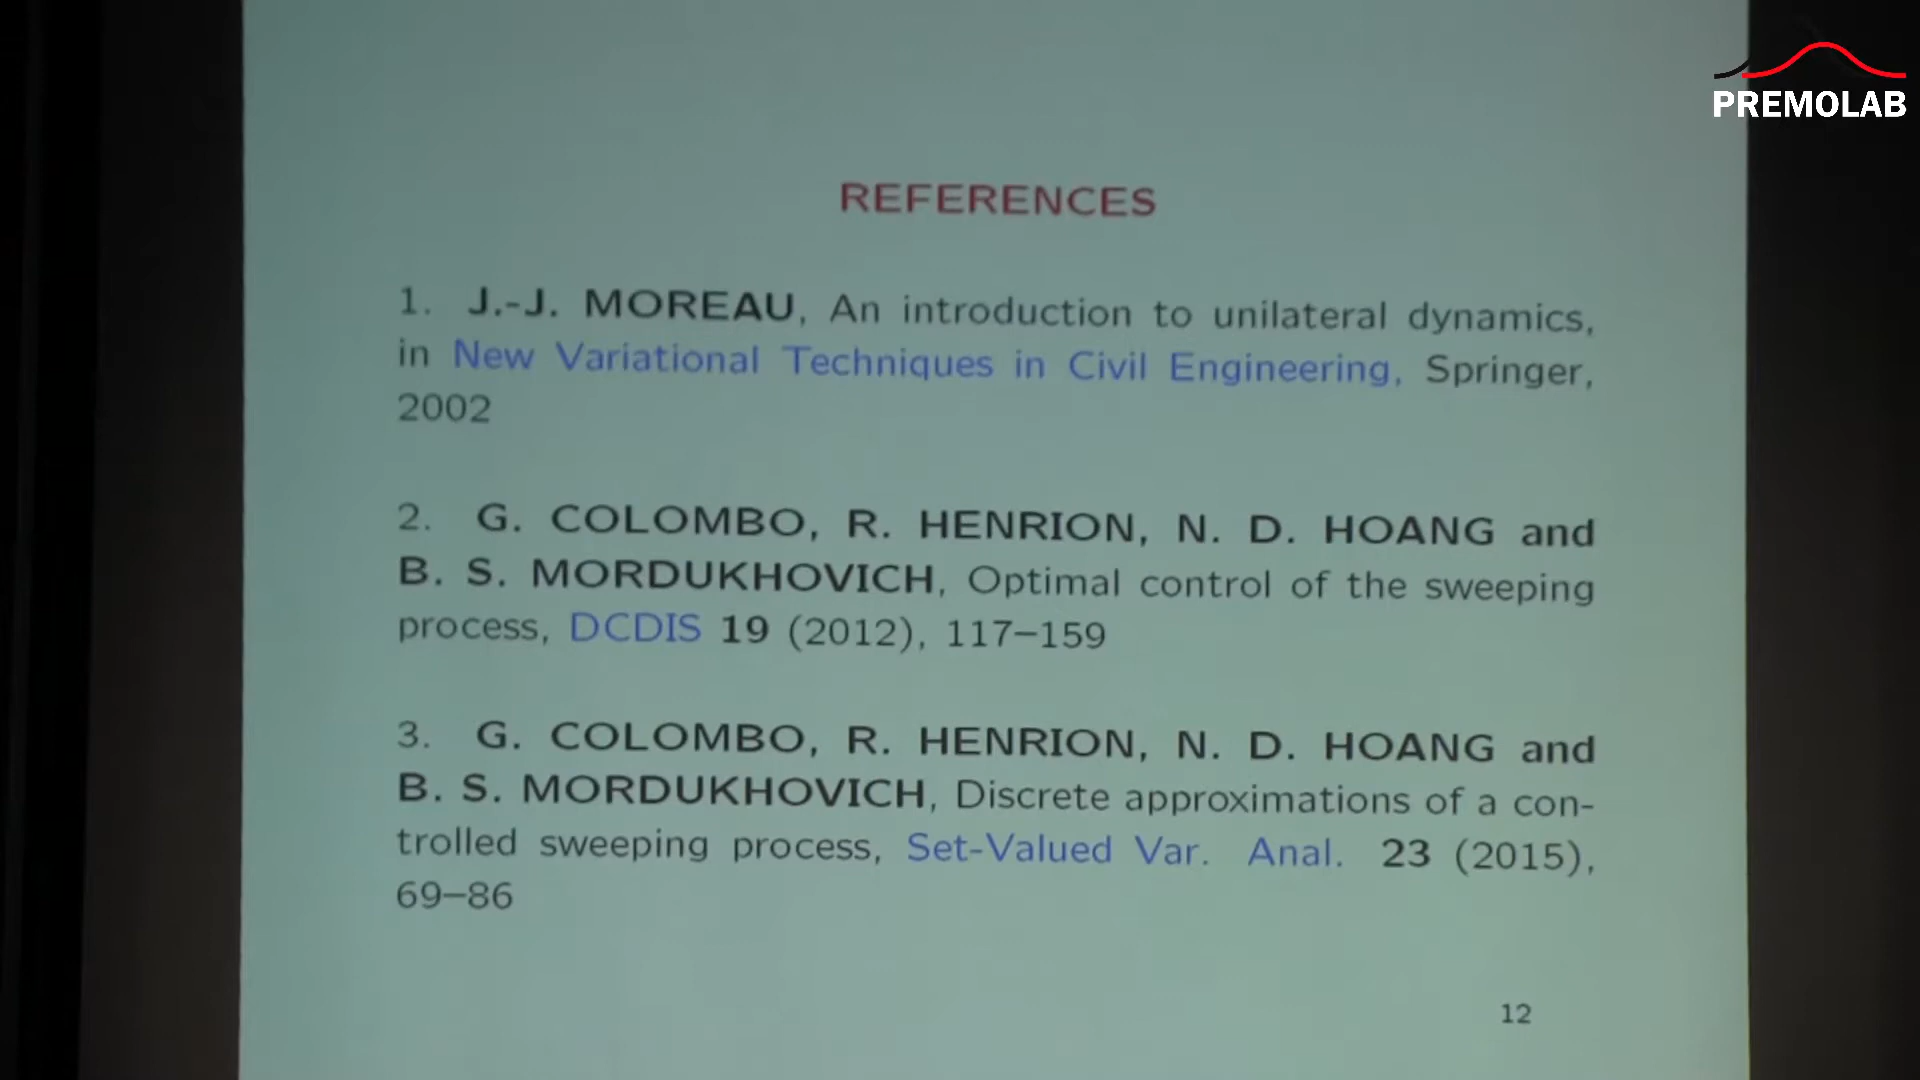 PREMOLAB
REFERENCES
1. J.-J. MOREAU, An introduction to unilateral dynamics,
in New Variational Techniques in Civil Engineering, Springer,
2002
2. G. COLOMBO, R. HENRION, N. D. HOANG and
B. S. MORDUKHOVICH, Optimal control of the sweeping
process, DCDIS 19 (2012), 117–159
3. G. COLOMBO, R. HENRION, N. D. HOANG and
B. S. MORDUKHOVICH, Discrete approximations of a con-
trolled sweeping process, Set-Valued Var. Anal. 23 (2015),
69–86
12